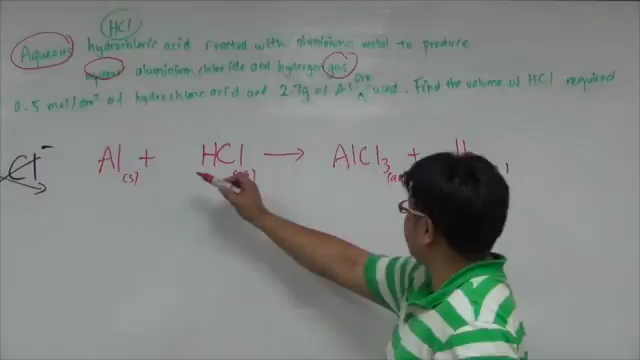 HCl
Aqueous hydrochloric acid reacted with aluminium metal to produce
aqueous aluminium chloride and hydrogen gas.
0.5 mol/dm³ of hydrochloric acid and 2.7g of Al are used. Find the volume of HCl required
Cl⁻ Al(s) + HCl(aq) → AlCl₃(aq) +